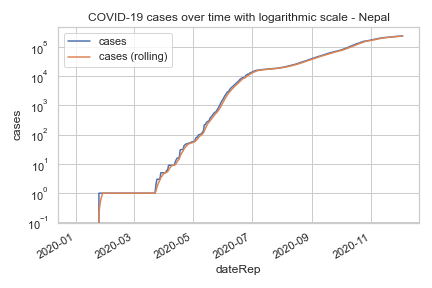 COVID-19 cases over time with logarithmic scale - Nepal
cases
cases (rolling)
10⁵
10⁴
10³
10²
10¹
10⁰
10⁻¹
cases
2020-01
2020-03
2020-05
2020-07
2020-09
2020-11
dateRep